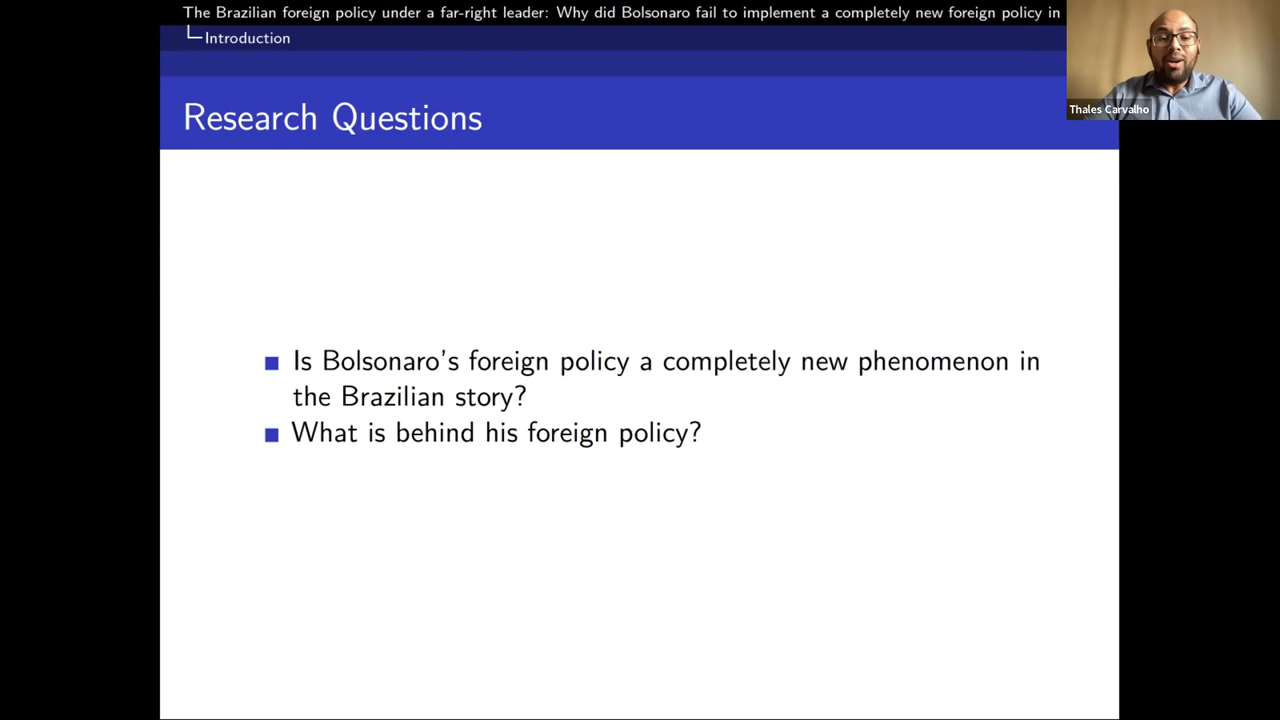 The Brazilian foreign policy under a far-right leader: Why did Bolsonaro fail to implement a completely new foreign policy in
Introduction
Thales Carvalho
Research Questions
Is Bolsonaro's foreign policy a completely new phenomenon in
the Brazilian story?
What is behind his foreign policy?